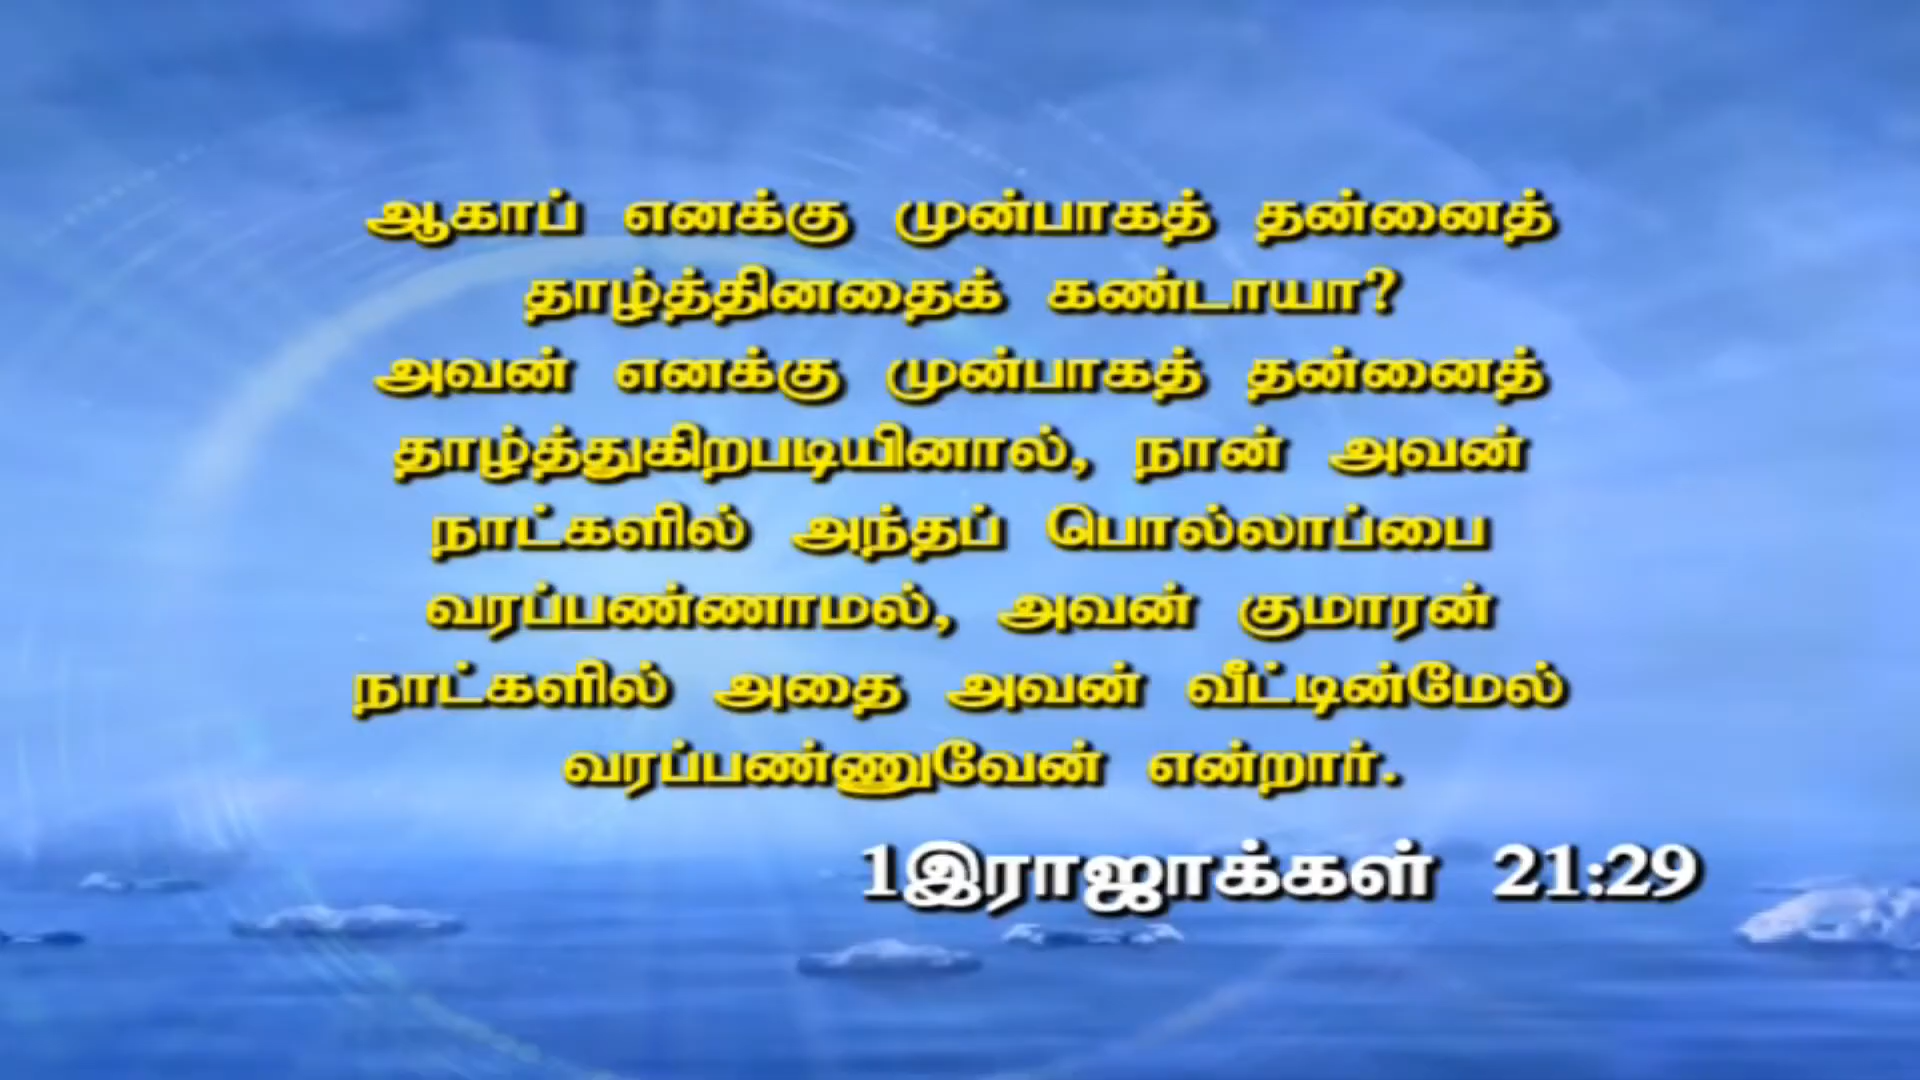 ஆகாப் எனக்கு முன்பாகத் தன்னைத்
தாழ்த்தினதைக் கண்டாயா?
அவன் எனக்கு முன்பாகத் தன்னைத்
தாழ்த்துகிறபடியினால், நான் அவன்
நாட்களில் அந்தப் பொல்லாப்பை
வரப்பண்ணாமல், அவன் குமாரன்
நாட்களில் அதை அவன் வீட்டின்மேல்
வரப்பண்ணுவேன் என்றார்.
1இராஜாக்கள் 21:29